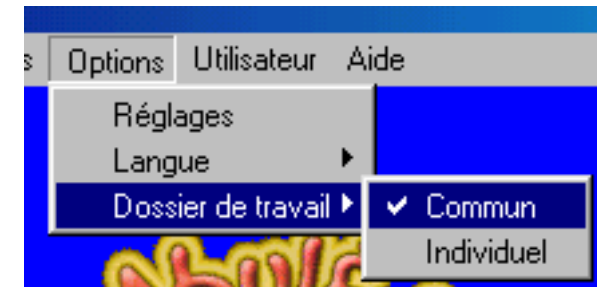 s Options Utilisateur Aide
Réglages
Langue
Dossier de travail
Commun
Individuel